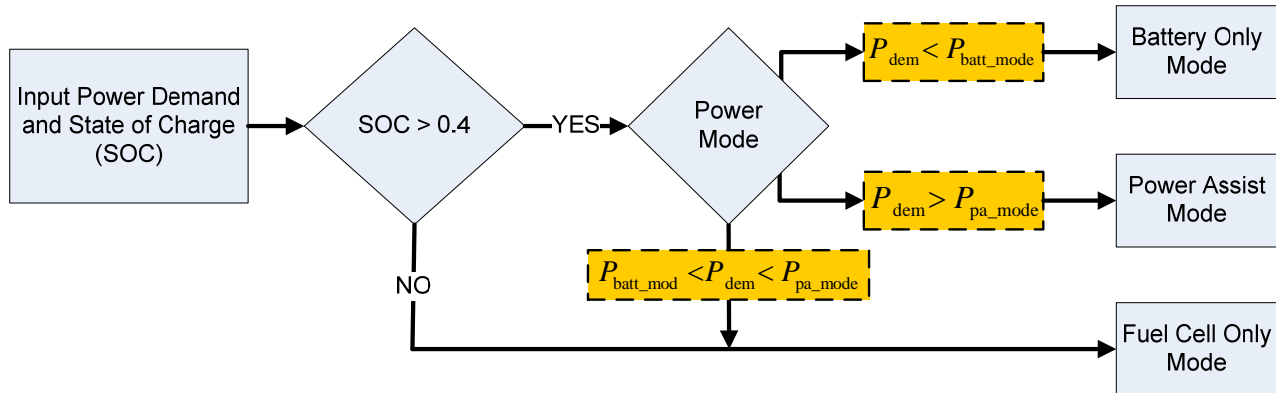 Input Power Demand
and State of Charge
(SOC)
SOC > 0.4
YES
NO
Power
Mode
P_dem < P_batt_mode
Battery Only
Mode
P_dem > P_pa_mode
Power Assist
Mode
P_batt_mod <P_dem < P_pa_mode
Fuel Cell Only
Mode